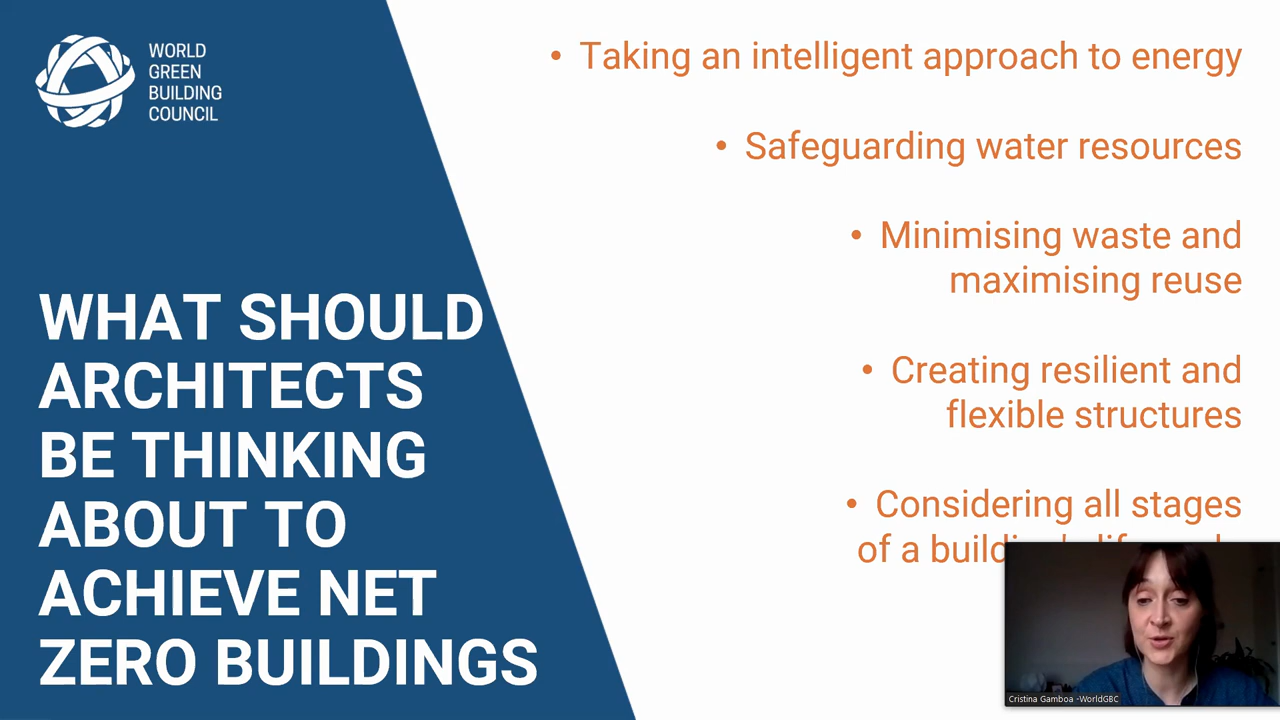 WORLD
GREEN
BUILDING
COUNCIL
WHAT SHOULD
ARCHITECTS
BE THINKING
ABOUT TO
ACHIEVE NET
ZERO BUILDINGS
• Taking an intelligent approach to energy
• Safeguarding water resources
• Minimising waste and
maximising reuse
• Creating resilient and
flexible structures
• Considering all stages
of a building's
Cristina Gamboa -WorldGBC